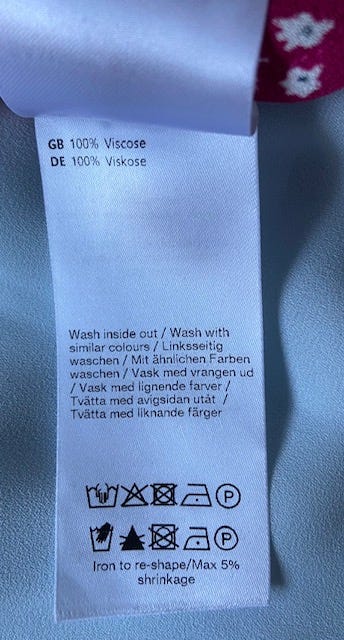 GB 100% Viscose
DE 100% Viskose
Wash inside out / Wash with
similar colours / Linksseitig
waschen / Mit ähnlichen Farben
waschen / Vask med vrangen ud
/ Vask med lignende farver /
Tvätta med avigsidan utåt /
Tvätta med liknande färger
P
P
Iron to re-shape/Max 5%
shrinkage